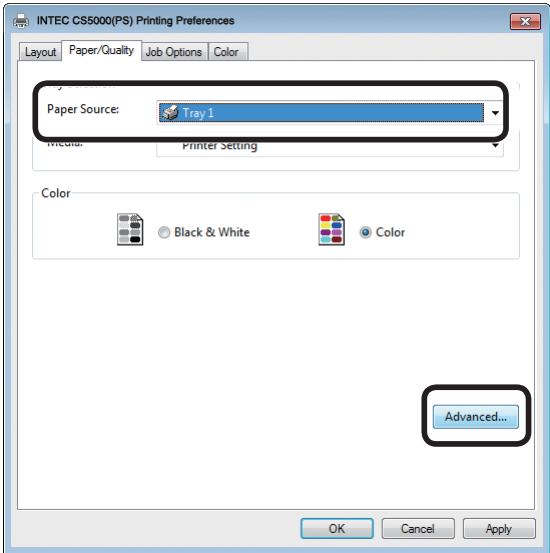 INTEC CS5000(PS) Printing Preferences
Layout Paper/Quality Job Options Color
Paper Source: Tray 1
Media: Printer Setting
Color
Black & White Color
Advanced...
OK Cancel Apply